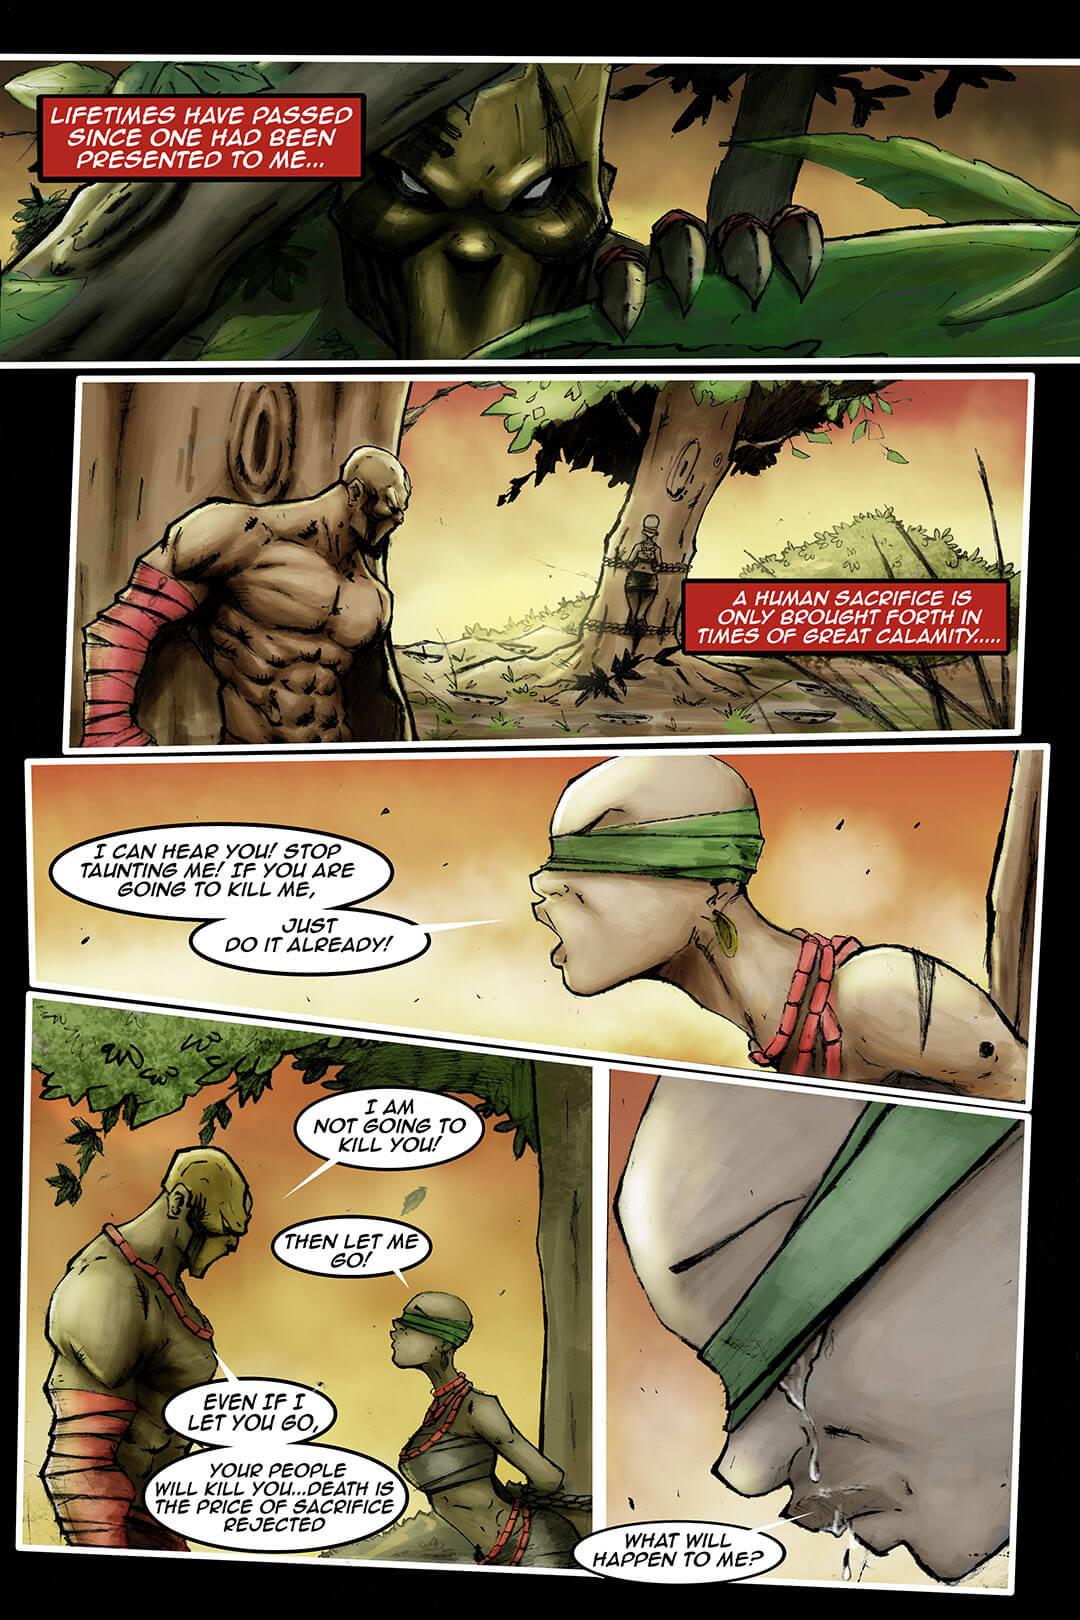 LIFETIMES HAVE PASSED
SINCE ONE HAD BEEN
PRESENTED TO ME...
A HUMAN SACRIFICE IS
ONLY BROUGHT FORTH IN
TIMES OF GREAT CALAMITY.....
I CAN HEAR YOU! STOP
TAUNTING ME! IF YOU ARE
GOING TO KILL ME,
JUST
DO IT ALREADY!
I AM
NOT GOING TO
KILL YOU!
THEN LET ME
GO!
EVEN IF I
LET YOU GO,
YOUR PEOPLE
WILL KILL YOU...DEATH IS
THE PRICE OF SACRIFICE
REJECTED
WHAT WILL
HAPPEN TO ME?